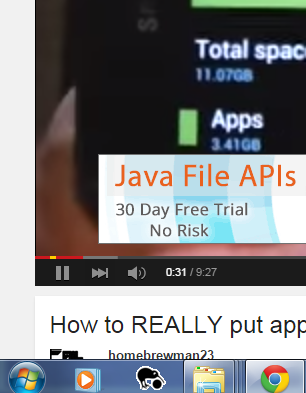 Total spac
11.07GB
Apps
3.41GB
Java File APIs
30 Day Free Trial
No Risk
0:31 / 9:27
How to REALLY put app
homebrewman23